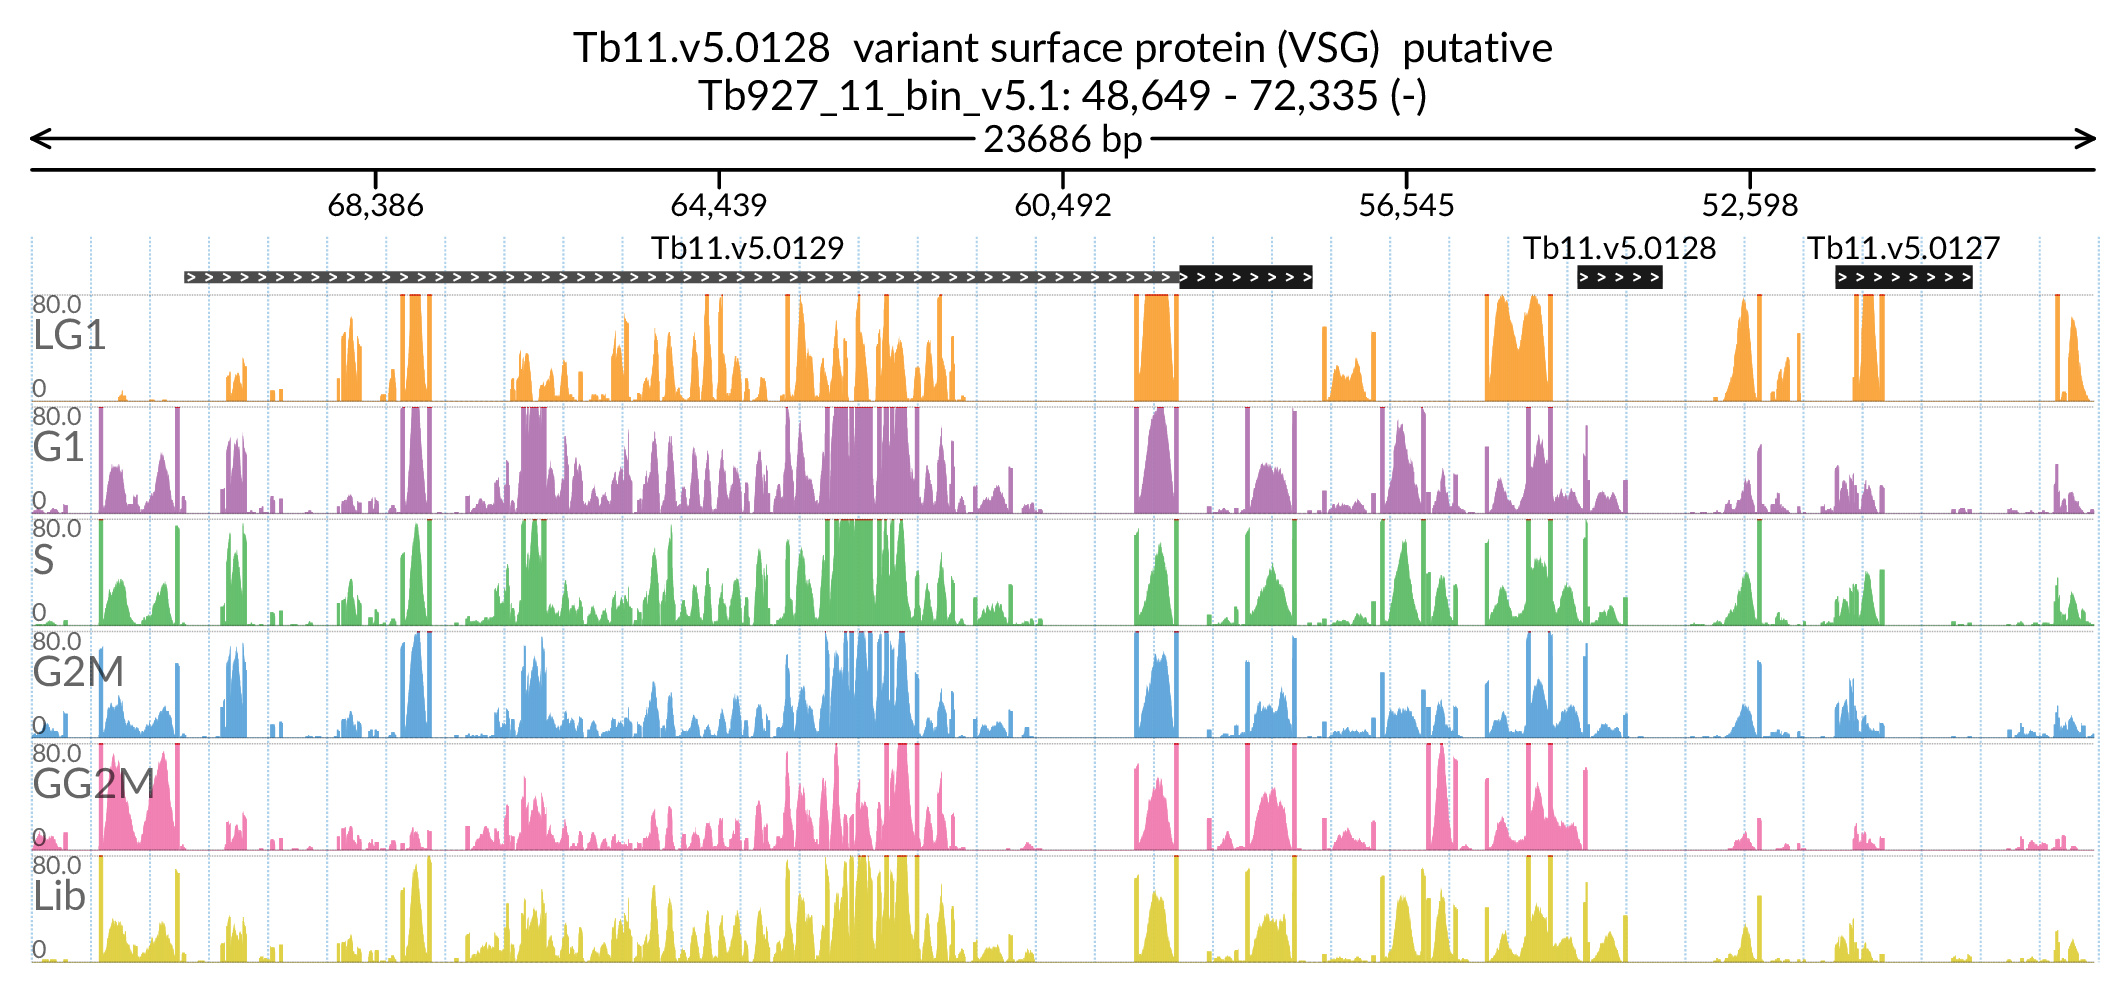 Tb11.v5.0128  variant surface protein (VSG)  putative
Tb927_11_bin_v5.1: 48,649 - 72,335 (-)
23686 bp
68,386 64,439 60,492 56,545 52,598
Tb11.v5.0129 Tb11.v5.0128 Tb11.v5.0127
80.0
LG1
0
80.0
G1
0
80.0
S
0
80.0
G2M
0
80.0
GG2M
0
80.0
Lib
0